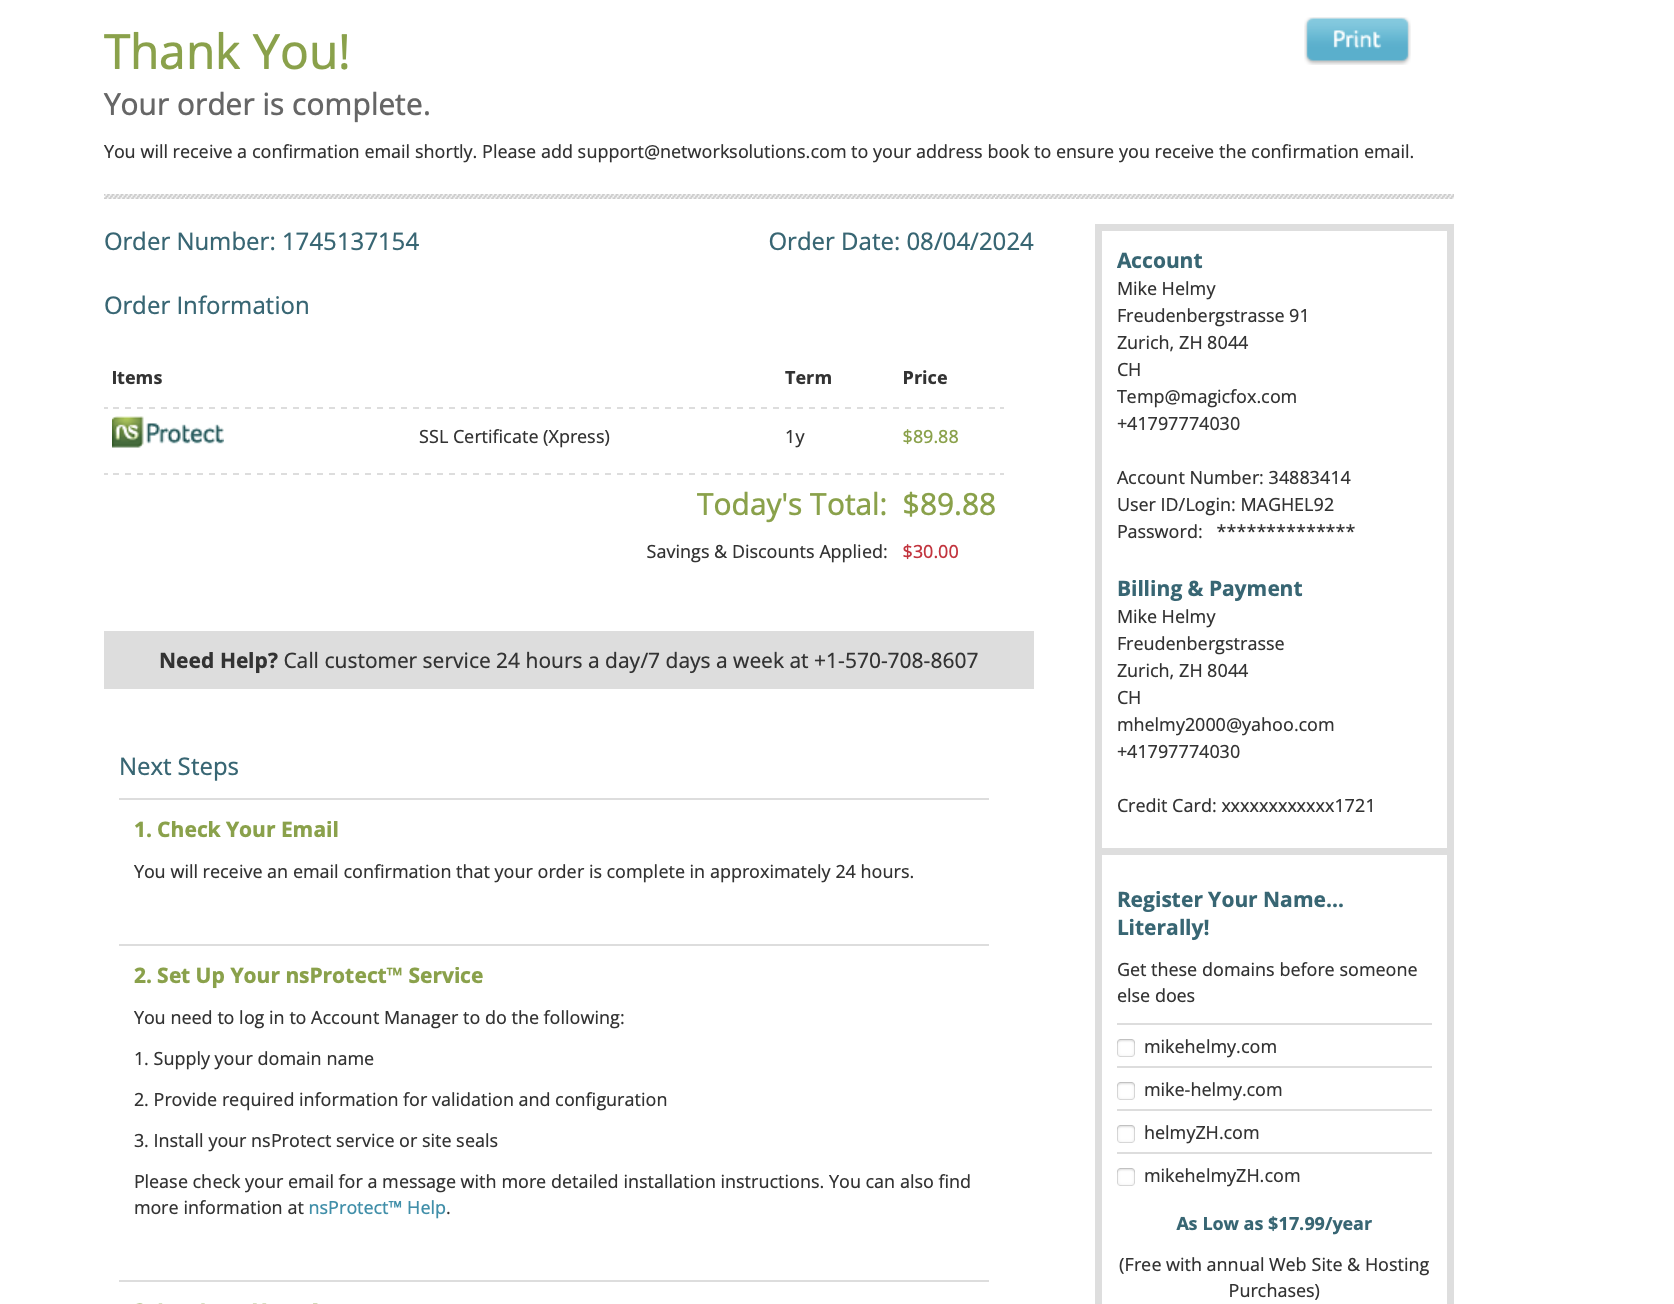 Thank You!
Print
Your order is complete.
You will receive a confirmation email shortly. Please add support@networksolutions.com to your address book to ensure you receive the confirmation email.
Order Number: 1745137154
Order Date: 08/04/2024
Order Information
Items Term Price
ns Protect SSL Certificate (Xpress) 1y $89.88
Today's Total: $89.88
Savings & Discounts Applied: $30.00
Need Help? Call customer service 24 hours a day/7 days a week at +1-570-708-8607
Next Steps
1. Check Your Email
You will receive an email confirmation that your order is complete in approximately 24 hours.
2. Set Up Your nsProtect™ Service
You need to log in to Account Manager to do the following:
1. Supply your domain name
2. Provide required information for validation and configuration
3. Install your nsProtect service or site seals
Please check your email for a message with more detailed installation instructions. You can also find
more information at nsProtect™ Help.
Account
Mike Helmy
Freudenbergstrasse 91
Zurich, ZH 8044
CH
Temp@magicfox.com
+41797774030
Account Number: 34883414
User ID/Login: MAGHEL92
Password: **************
Billing & Payment
Mike Helmy
Freudenbergstrasse
Zurich, ZH 8044
CH
mhelmy2000@yahoo.com
+41797774030
Credit Card: xxxxxxxxxxxx1721
Register Your Name...
Literally!
Get these domains before someone
else does
mikehelmy.com
mike-helmy.com
helmyZH.com
mikehelmyZH.com
As Low as $17.99/year
(Free with annual Web Site & Hosting
Purchases)